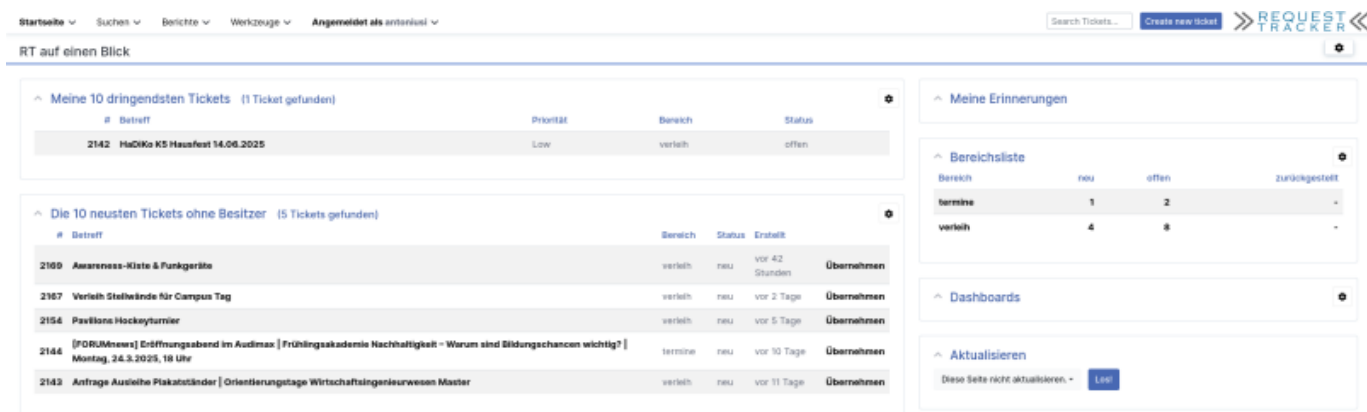 Startseite Suchen Berichte Werkzeuge Angemeldet als antoniusi Search Tickets... Create new ticket REQUEST TRACKER
RT auf einen Blick
Meine 10 dringendsten Tickets (1 Ticket gefunden)
# Betreff Priorität Bereich Status
2142 HaDiKo K5 Hausfest 14.06.2025 Low verleih offen
Die 10 neusten Tickets ohne Besitzer (5 Tickets gefunden)
# Betreff Bereich Status Erstellt
2169 Awareness-Kiste & Funkgeräte verleih neu vor 42 Stunden Übernehmen
2167 Verleih Stellwände für Campus Tag verleih neu vor 2 Tage Übernehmen
2154 Pavillons Hockeyturnier verleih neu vor 5 Tage Übernehmen
2144 [FORUMnews] Eröffnungsabend im Audimax | Frühlingsakademie Nachhaltigkeit – Warum sind Bildungschancen wichtig? |
Montag, 24.3.2025, 18 Uhr termine neu vor 10 Tage Übernehmen
2143 Anfrage Ausleihe Plakatständer | Orientierungstage Wirtschaftsingenieurwesen Master verleih neu vor 11 Tage Übernehmen
Meine Erinnerungen
Bereichsliste
Bereich neu offen zurückgestellt
termine 1 2 -
verleih 4 8 -
Dashboards
Aktualisieren
Diese Seite nicht aktualisieren. Los!